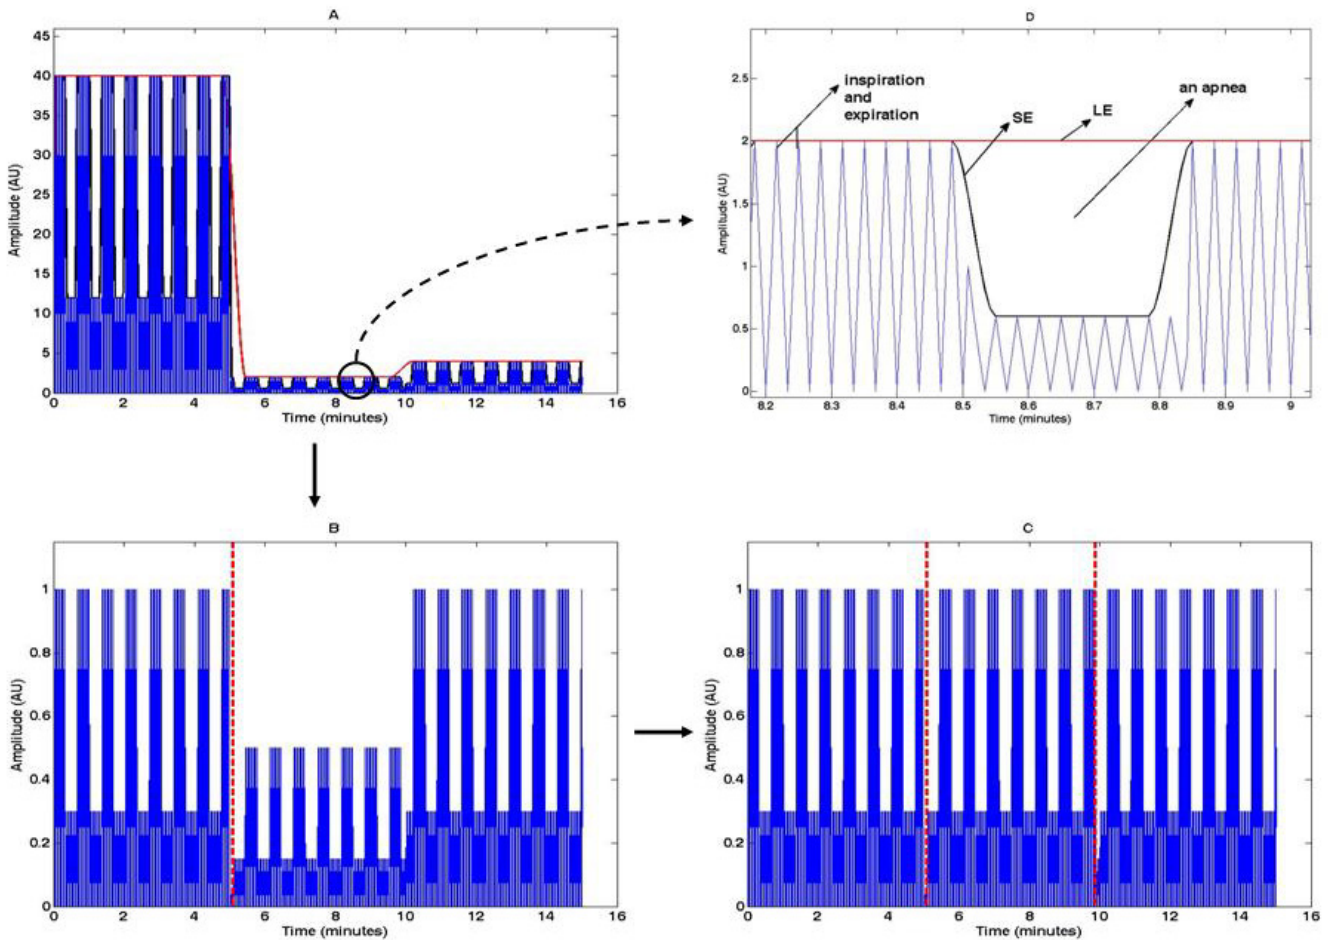 A
45
40
35
30
25
20
15
10
5
0
Amplitude (AU)
0 2 4 6 8 10 12 14 16
Time (minutes)
D
2.5
2
1.5
1
0.5
0
Amplitude (AU)
inspiration
and
expiration
SE
LE
an apnea
8.2 8.3 8.4 8.5 8.6 8.7 8.8 8.9 9
Time (minutes)
B
1
0.8
0.6
0.4
0.2
0
Amplitude (AU)
0 2 4 6 8 10 12 14 16
Time (minutes)
C
1
0.8
0.6
0.4
0.2
0
Amplitude (AU)
0 2 4 6 8 10 12 14 16
Time (minutes)